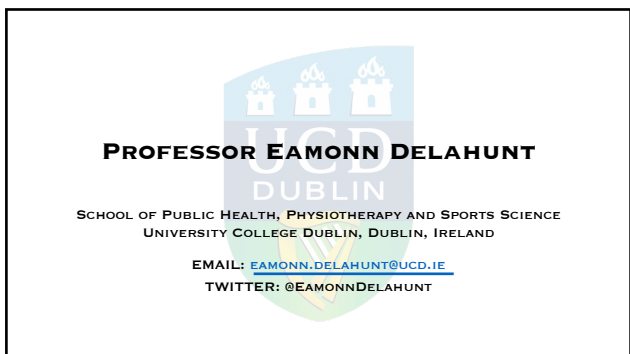 UCD
DUBLIN
PROFESSOR EAMONN DELAHUNT
SCHOOL OF PUBLIC HEALTH, PHYSIOTHERAPY AND SPORTS SCIENCE
UNIVERSITY COLLEGE DUBLIN, DUBLIN, IRELAND
EMAIL: EAMONN.DELAHUNT@UCD.IE
TWITTER: @EAMONNDELAHUNT